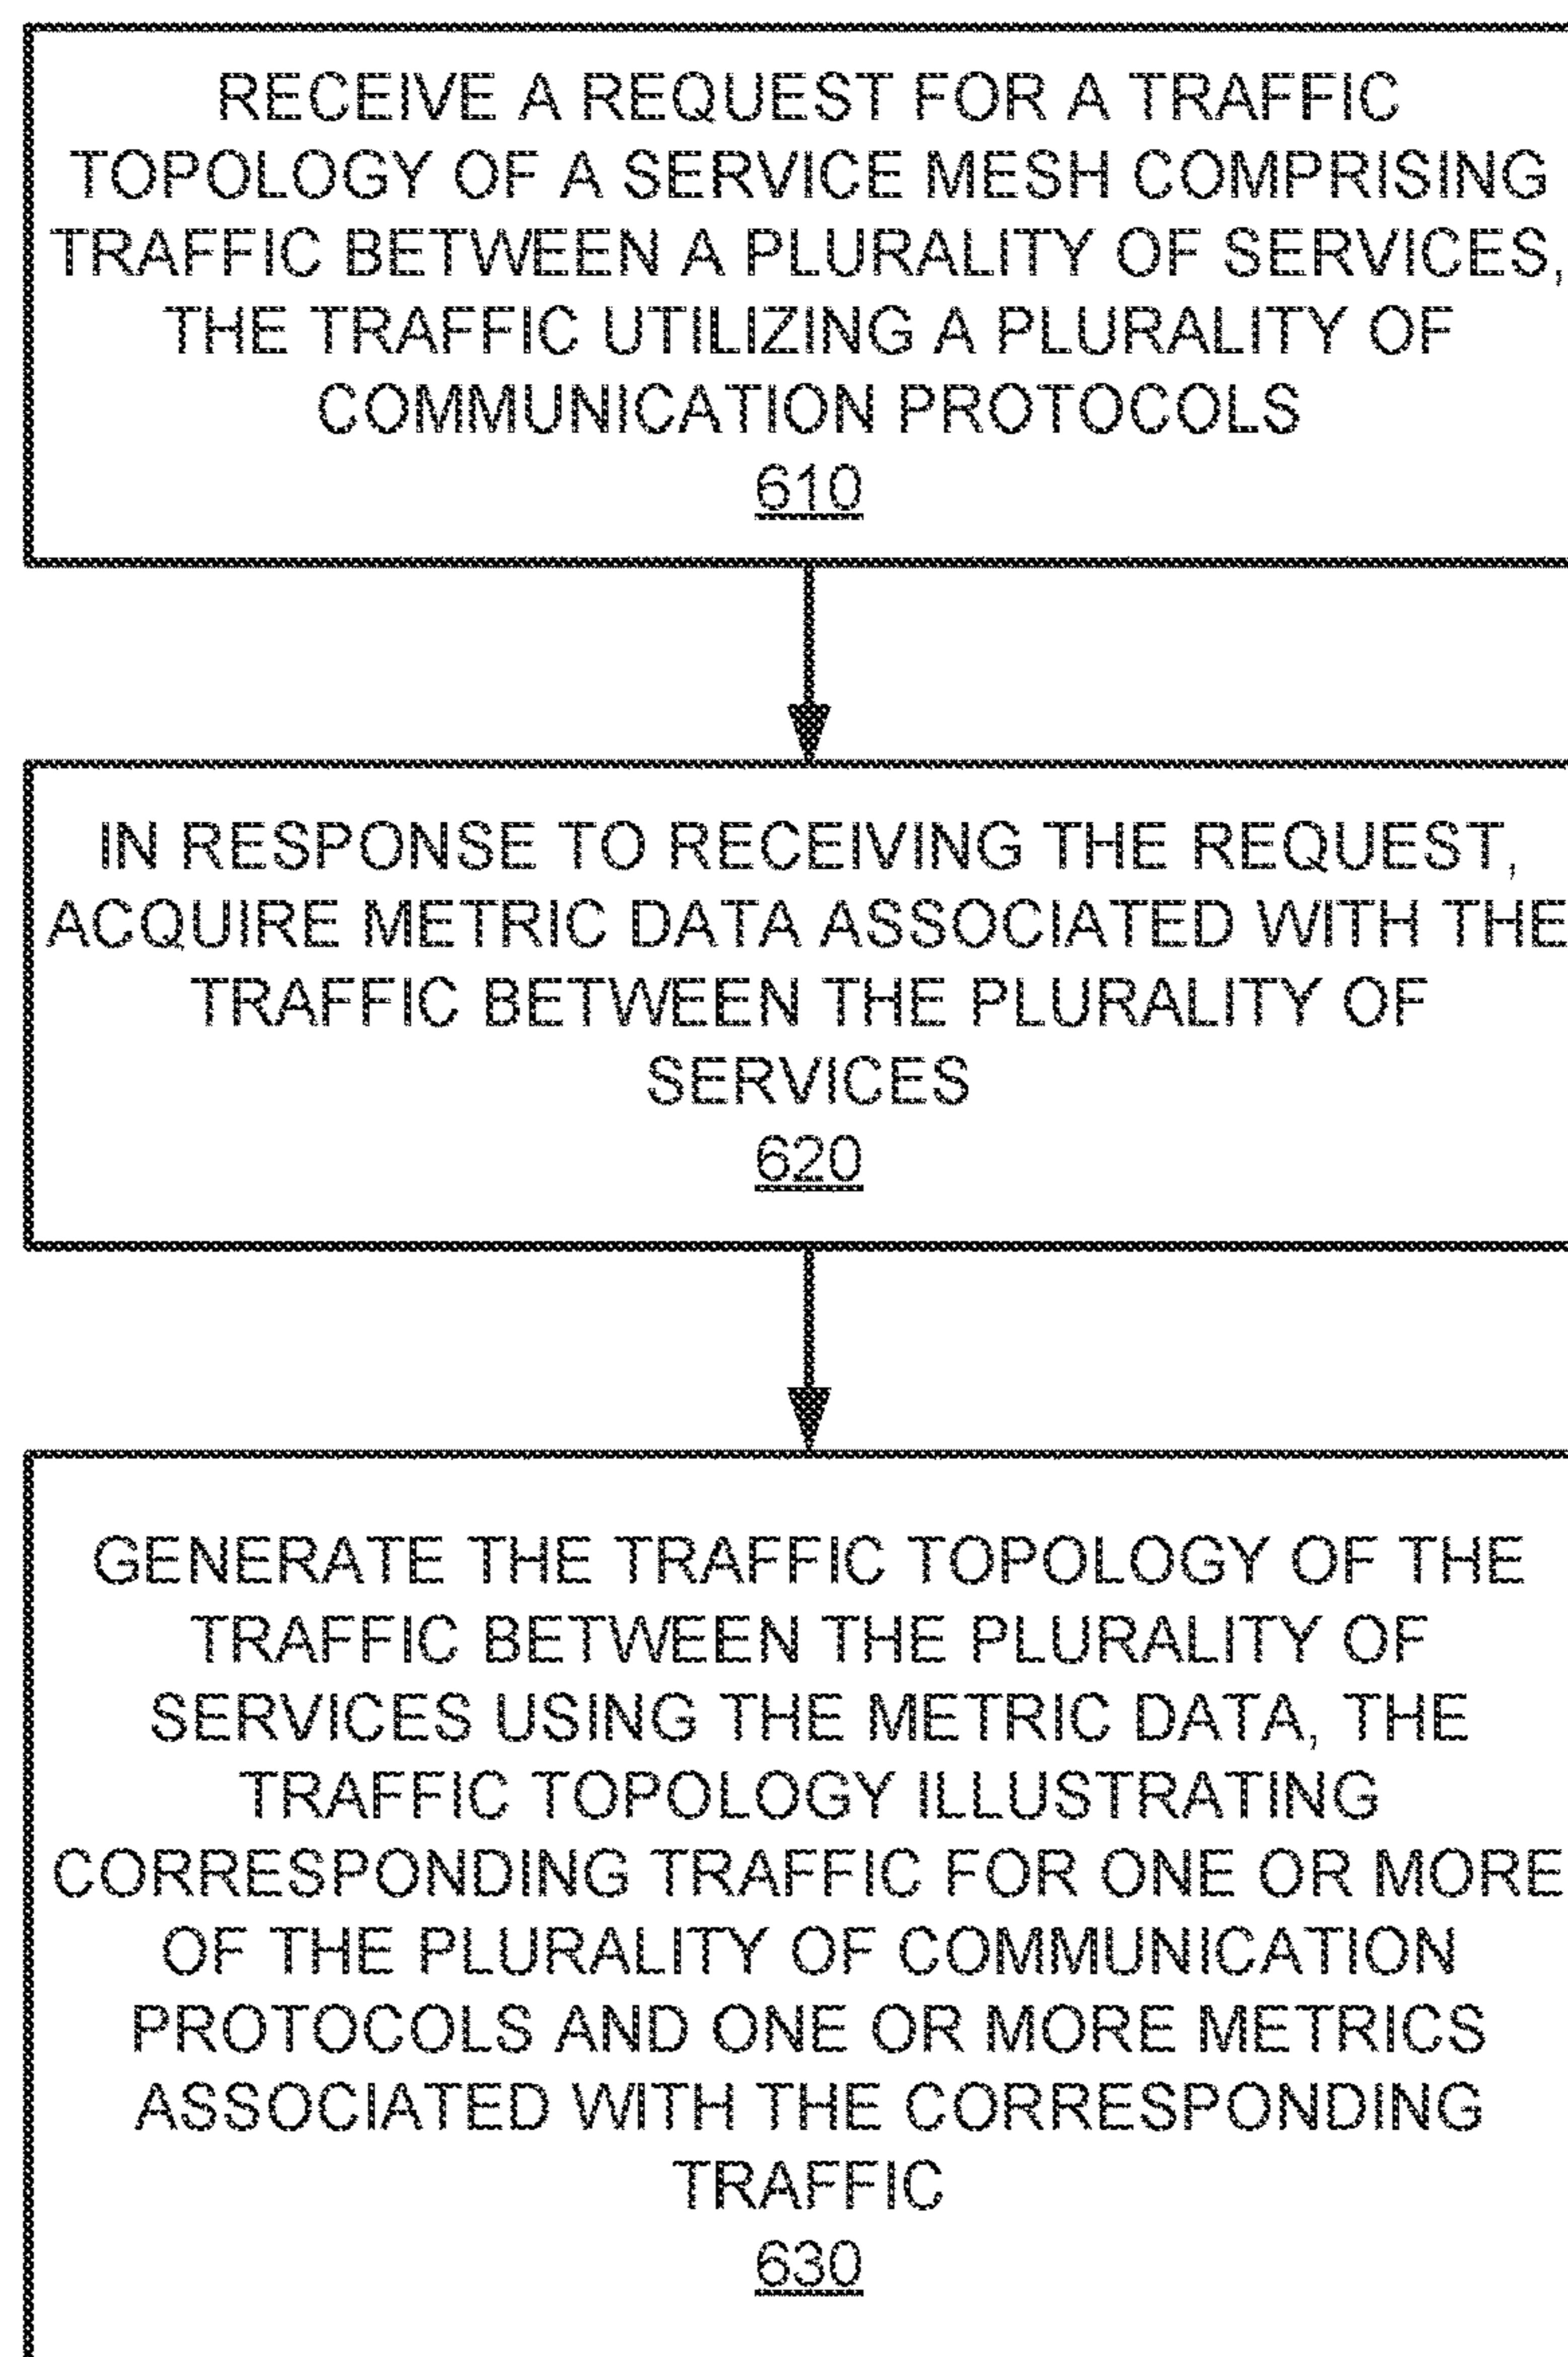 RECEIVE A REQUEST FOR A TRAFFIC
TOPOLOGY OF A SERVICE MESH COMPRISING
TRAFFIC BETWEEN A PLURALITY OF SERVICES,
THE TRAFFIC UTILIZING A PLURALITY OF
COMMUNICATION PROTOCOLS
610
IN RESPONSE TO RECEIVING THE REQUEST,
ACQUIRE METRIC DATA ASSOCIATED WITH THE
TRAFFIC BETWEEN THE PLURALITY OF
SERVICES
620
GENERATE THE TRAFFIC TOPOLOGY OF THE
TRAFFIC BETWEEN THE PLURALITY OF
SERVICES USING THE METRIC DATA, THE
TRAFFIC TOPOLOGY ILLUSTRATING
CORRESPONDING TRAFFIC FOR ONE OR MORE
OF THE PLURALITY OF COMMUNICATION
PROTOCOLS AND ONE OR MORE METRICS
ASSOCIATED WITH THE CORRESPONDING
TRAFFIC
630